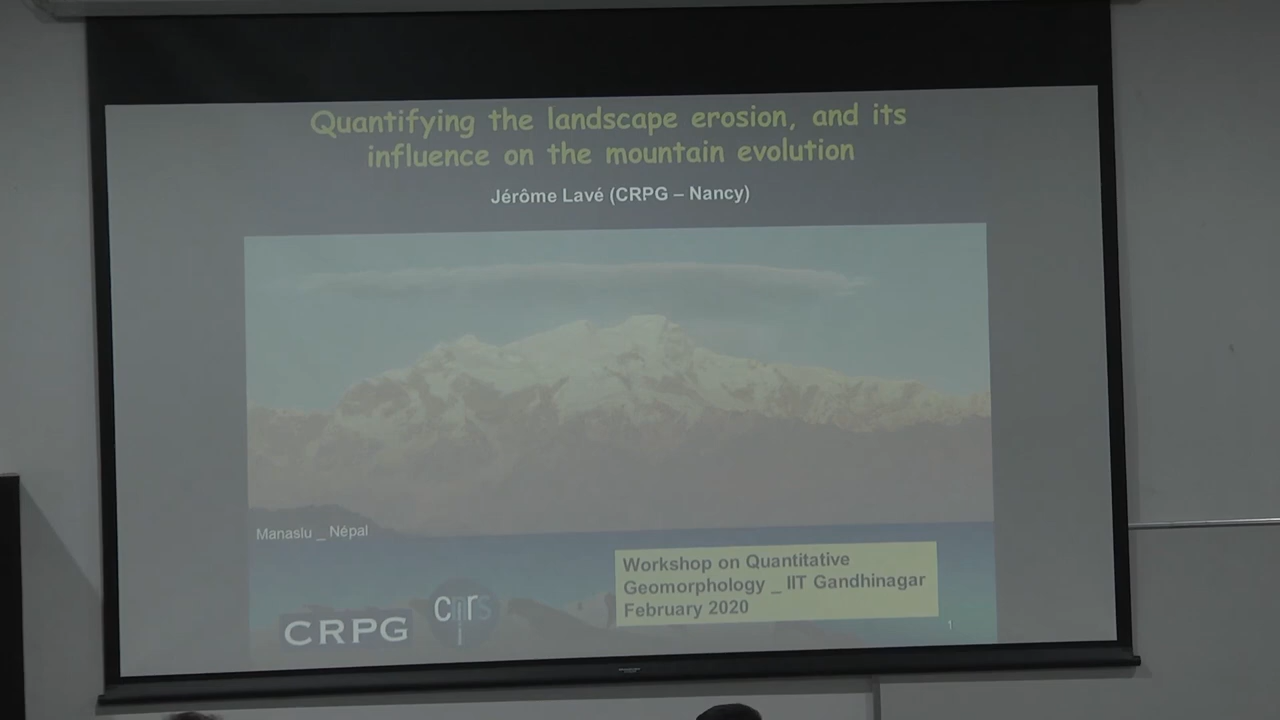 Quantifying the landscape erosion, and its
influence on the mountain evolution
Jérôme Lavé (CRPG – Nancy)
Manaslu _ Népal
Workshop on Quantitative
Geomorphology _ IIT Gandhinagar
February 2020
CRPG
cnrs
1